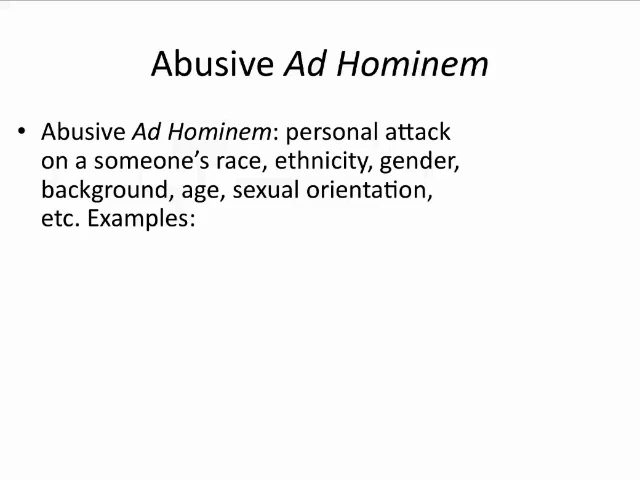 Abusive Ad Hominem
• Abusive Ad Hominem: personal attack
on a someone's race, ethnicity, gender,
background, age, sexual orientation,
etc. Examples: